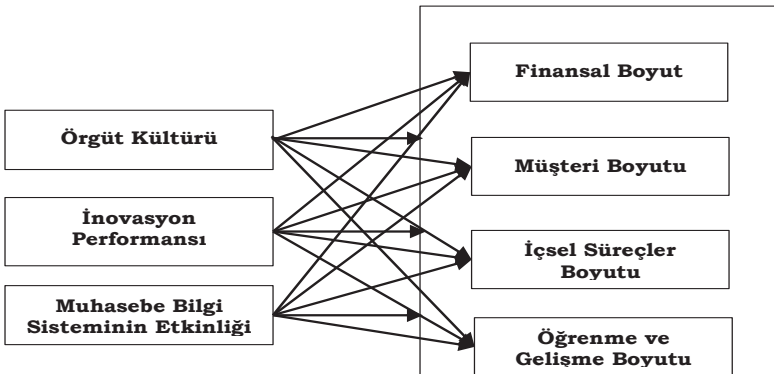 Örgüt Kültürü
İnovasyon
Performansı
Muhasebe Bilgi
Sisteminin Etkinliği
Finansal Boyut
Müşteri Boyutu
İçsel Süreçler
Boyutu
Öğrenme ve
Gelişme Boyutu